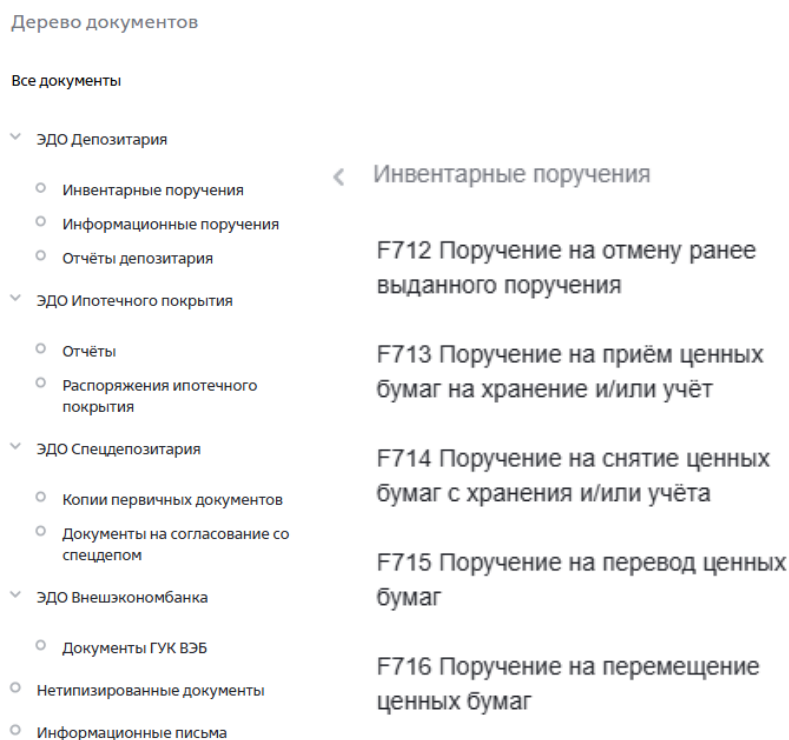 Дерево документов
Все документы
ЭДО Депозитария
Инвентарные поручения
Информационные поручения
Отчёты депозитария
ЭДО Ипотечного покрытия
Отчёты
Распоряжения ипотечного
покрытия
ЭДО Спецдепозитария
Копии первичных документов
Документы на согласование со
спецдепом
ЭДО Внешэкономбанка
Документы ГУК ВЭБ
Нетипизированные документы
Информационные письма
Инвентарные поручения
F712 Поручение на отмену ранее
выданного поручения
F713 Поручение на приём ценных
бумаг на хранение и/или учёт
F714 Поручение на снятие ценных
бумаг с хранения и/или учёта
F715 Поручение на перевод ценных
бумаг
F716 Поручение на перемещение
ценных бумаг